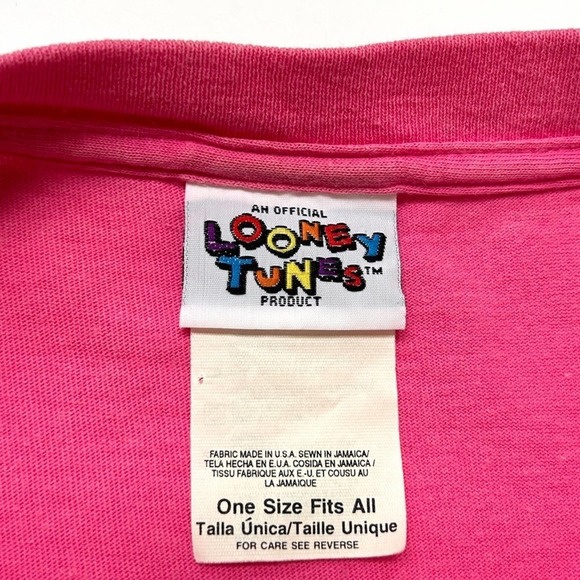 AN OFFICIAL
LOONEY
TUNES™
PRODUCT
FABRIC MADE IN U.S.A. SEWN IN JAMAICA/
TELA HECHA EN E.U.A. COSIDA EN JAMAICA /
TISSU FABRIQUE AUX E.-U. ET COUSU AU
LA JAMAIQUE
One Size Fits All
Talla Única/Taille Unique
FOR CARE SEE REVERSE